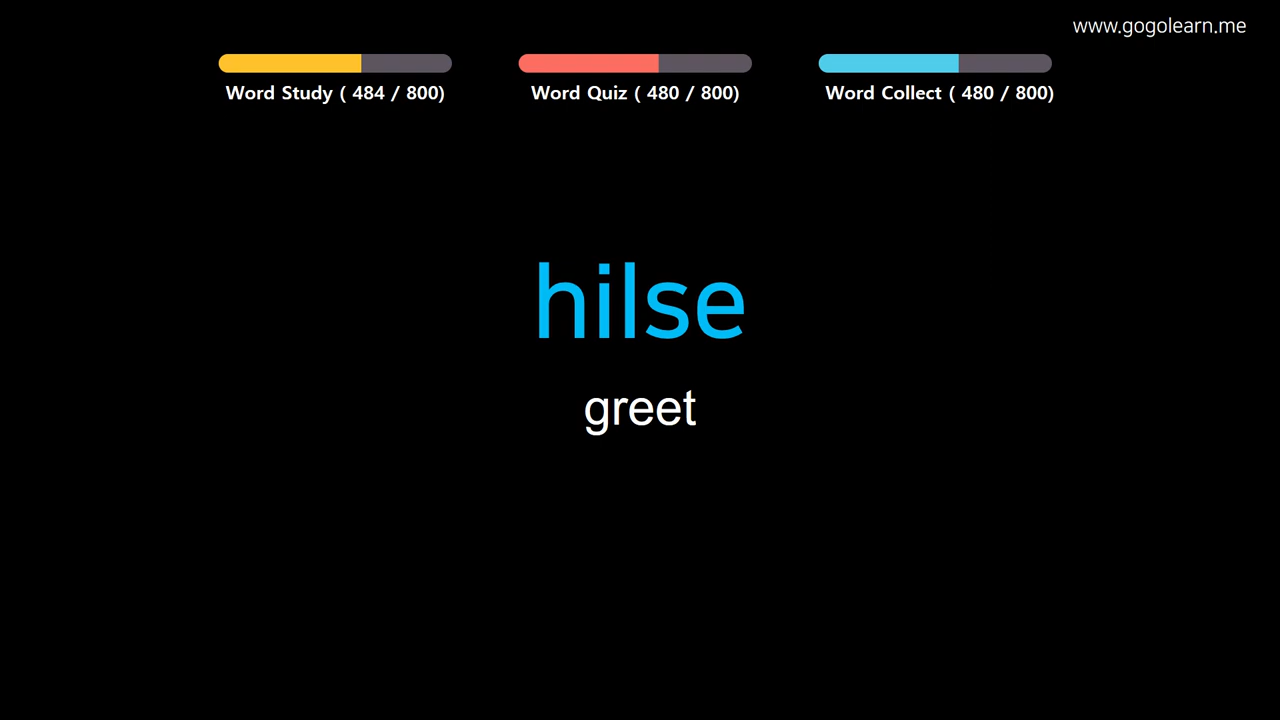 www.gogolearn.me
Word Study ( 484 / 800)
Word Quiz ( 480 / 800)
Word Collect ( 480 / 800)
hilse
greet